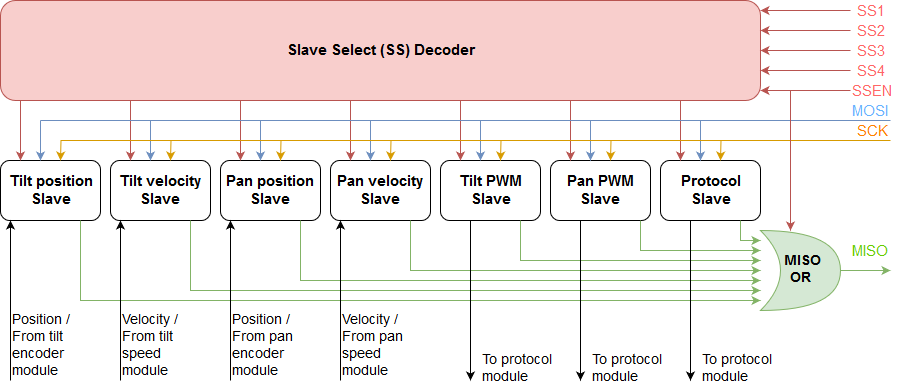 Slave Select (SS) Decoder
SS1
SS2
SS3
SS4
SSEN
MOSI
SCK
Tilt position
Slave
Tilt velocity
Slave
Pan position
Slave
Pan velocity
Slave
Tilt PWM
Slave
Pan PWM
Slave
Protocol
Slave
MISO
OR
MISO
Position /
From tilt
encoder
module
Velocity /
From tilt
speed
module
Position /
From pan
encoder
module
Velocity /
From pan
speed
module
To protocol
module
To protocol
module
To protocol
module